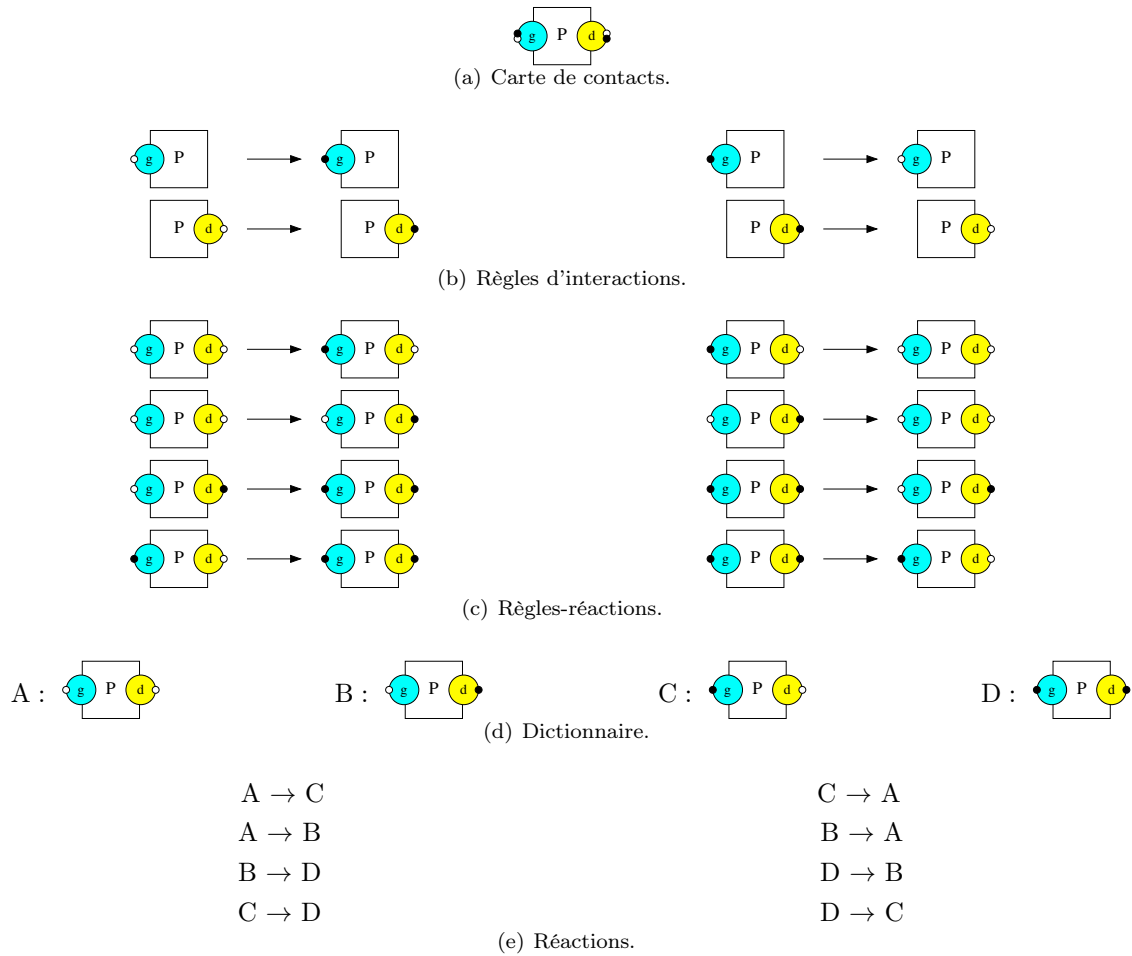 g P d
(a) Carte de contacts.
g P g P g P g P
P d P d P d P d
(b) Règles d'interactions.
g P d g P d g P d g P d
g P d g P d g P d g P d
g P d g P d g P d g P d
g P d g P d g P d g P d
(c) Règles-réactions.
A : g P d B : g P d C : g P d D : g P d
(d) Dictionnaire.
A → C C → A
A → B B → A
B → D D → B
C → D D → C
(e) Réactions.